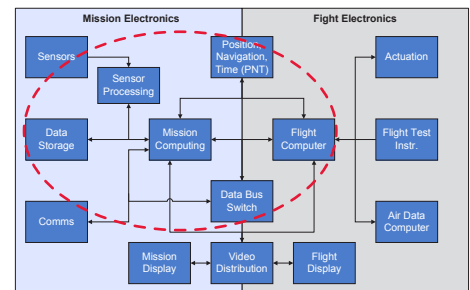 Mission Electronics
Fight Electronics
Sensors
Position,
Navigation,
Time (PNT)
Actuation
Sensor
Processing
Data
Storage
Mission
Computing
Flight
Computer
Flight Test
Instr.
Comms
Data Bus
Switch
Air Data
Computer
Mission
Display
Video
Distribution
Flight
Display